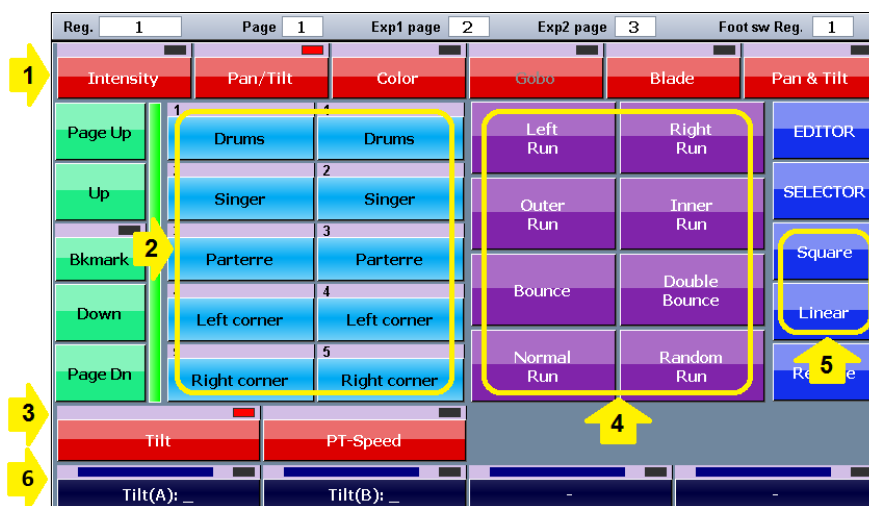 Reg. 1 Page 1 Exp1 page 2 Exp2 page 3 Foot sw Reg. 1
1
Intensity Pan/Tilt Color Gobo Blade Pan & Tilt
Page Up
Up
Bkmark
Down
Page Dn
2
1 Drums
Singer
Parterre
4 Left corner
Right corner
Drums
2 Singer
3 Parterre
4 Left corner
5 Right corner
Left Run
Right Run
Outer Run
Inner Run
Bounce
Double Bounce
Normal Run
Random Run
4
EDITOR
SELECTOR
Square
Linear
5
3
Tilt PT-Speed
6
Tilt(A): _ Tilt(B): _ - -